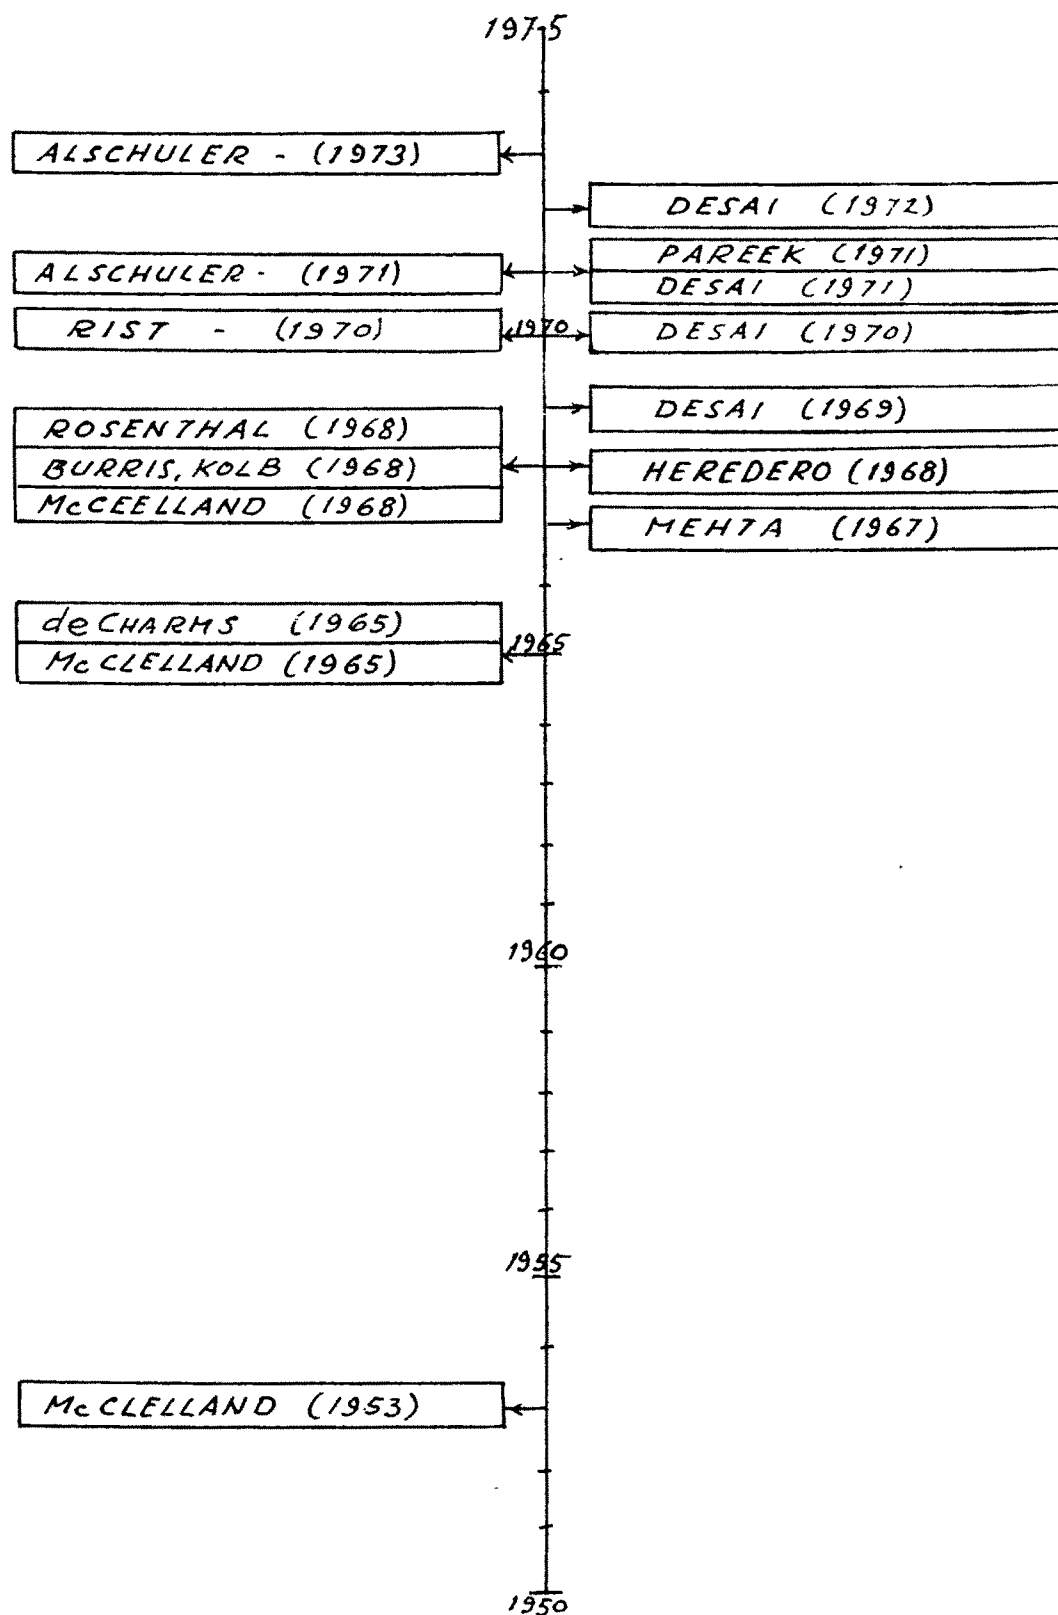 1975
ALSCHULER - (1973)
DESAI (1972)
ALSCHULER - (1971)
PAREEK (1971)
DESAI (1971)
RIST - (1970)
1970
DESAI (1970)
DESAI (1969)
ROSENTHAL (1968)
BURRIS, KOLB (1968)
McCEELLAND (1968)
HEREDERO (1968)
MEHTA (1967)
deCHARMS (1965)
McCLELLAND (1965)
1965
1960
1955
McCLELLAND (1953)
1950